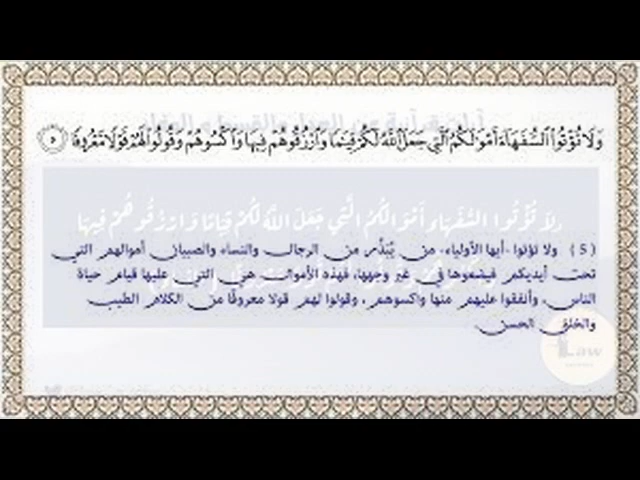 وَلَا تُؤْتُوا السُّفَهَاءَ أَمْوَالَكُمُ الَّتِي جَعَلَ اللَّهُ لَكُمْ قِيَامًا وَارْزُقُوهُمْ فِيهَا وَاكْسُوهُمْ وَقُولُوا لَهُمْ قَوْلًا مَعْرُوفًا ۝٥
وَلَا تُؤْتُوا السُّفَهَاءَ أَمْوَالَكُمُ الَّتِي جَعَلَ اللَّهُ لَكُمْ قِيَامًا وَارْزُقُوهُمْ فِيهَا
(5) ولا تؤتوا -أيها الأولياء- من يُبَذِّر من الرجال والنساء والصبيان أموالهم التي
تحت أيديكم فيضعوها في غير وجهها، فهذه الأموال هي التي عليها قيام حياة
الناس، وأنفقوا عليهم منها واكسوهم، وقولوا لهم قولا معروفًا من الكلام الطيب
والخلق الحسن.
Law